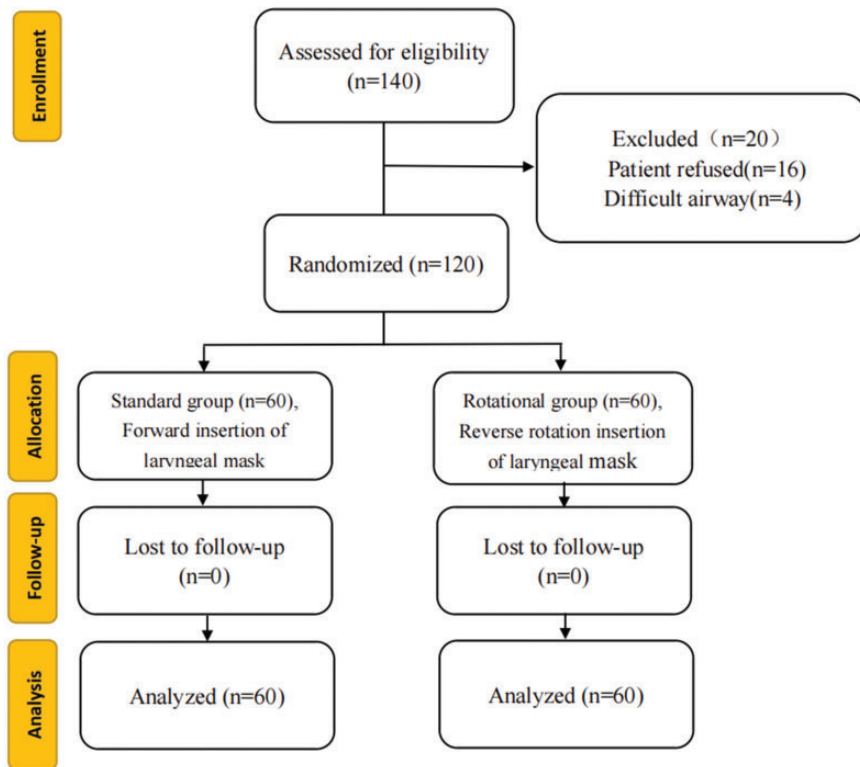 Enrollment
Assessed for eligibility
(n=140)
Excluded（n=20）
Patient refused(n=16)
Difficult airway(n=4)
Randomized (n=120)
Allocation
Standard group (n=60),
Forward insertion of
laryngeal mask
Rotational group (n=60),
Reverse rotation insertion
of laryngeal mask
Follow-up
Lost to follow-up
(n=0)
Lost to follow-up
(n=0)
Analysis
Analyzed (n=60)
Analyzed (n=60)